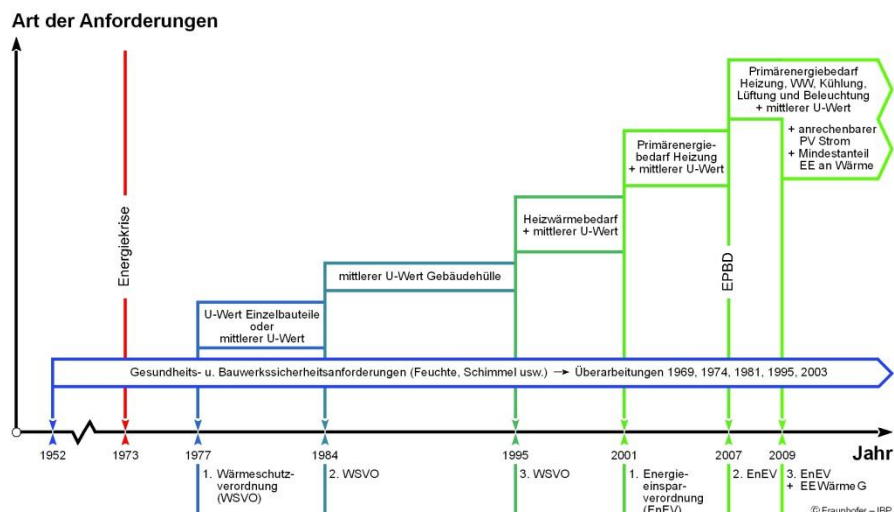 Art der Anforderungen
Primärenergiebedarf
Heizung, WW, Kühlung,
Lüftung und Beleuchtung
+ mittlerer U-Wert
+ anrechenbarer
PV Strom
+ Mindestanteil
EE an Wärme
Primärenergie-
bedarf Heizung
+ mittlerer U-Wert
Heizwärmebedarf
+ mittlerer U-Wert
mittlerer U-Wert Gebäudehülle
U-Wert Einzelbauteile
oder
mittlerer U-Wert
Energiekrise
EPBD
Gesundheits- u. Bauwerkssicherheitsanforderungen (Feuchte, Schimmel usw.) → Überarbeitungen 1969, 1974, 1981, 1995, 2003
Jahr
1952
1973
1977
1984
1995
2001
2007
2009
1. Wärmeschutz-
verordnung
(WSVO)
2. WSVO
3. WSVO
1. Energie-
einspar-
verordnung
(EnEV)
2. EnEV
3. EnEV
+ EEWärmeG
© Fraunhofer – IBP